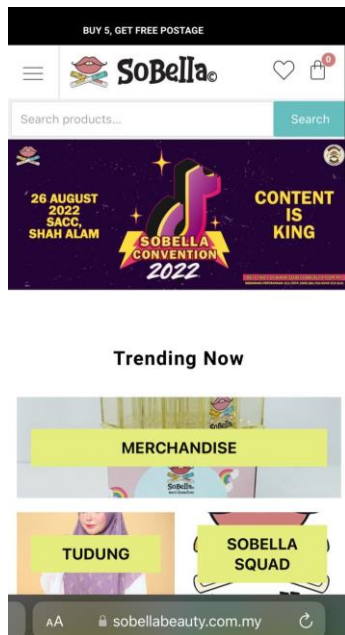 BUY 5, GET FREE POSTAGE
SoBella©
0
Search products...
Search
26 AUGUST
2022
SACC,
SHAH ALAM
SOBELLA
CONVENTION
2022
CONTENT
IS
KING
Trending Now
MERCHANDISE
SoBella
TUDUNG
SOBELLA
SQUAD
AA
sobellabeauty.com.my